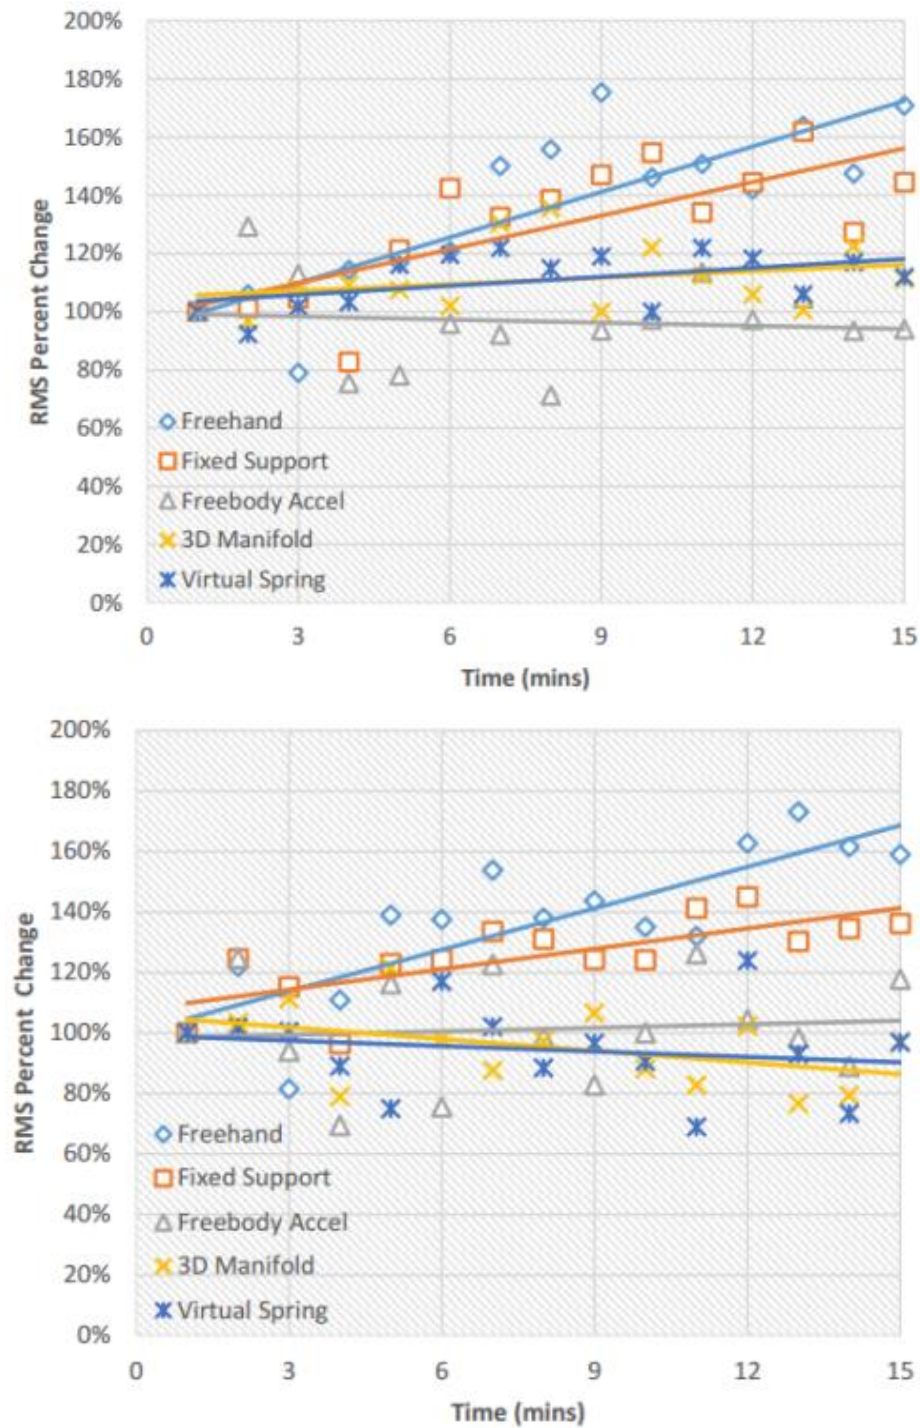 200%
180%
160%
140%
120%
100%
80%
60%
40%
20%
0%
RMS Percent Change
Freehand
Fixed Support
Freebody Accel
3D Manifold
Virtual Spring
0 3 6 9 12 15
Time (mins)
200%
180%
160%
140%
120%
100%
80%
60%
40%
20%
0%
RMS Percent Change
Freehand
Fixed Support
Freebody Accel
3D Manifold
Virtual Spring
0 3 6 9 12 15
Time (mins)